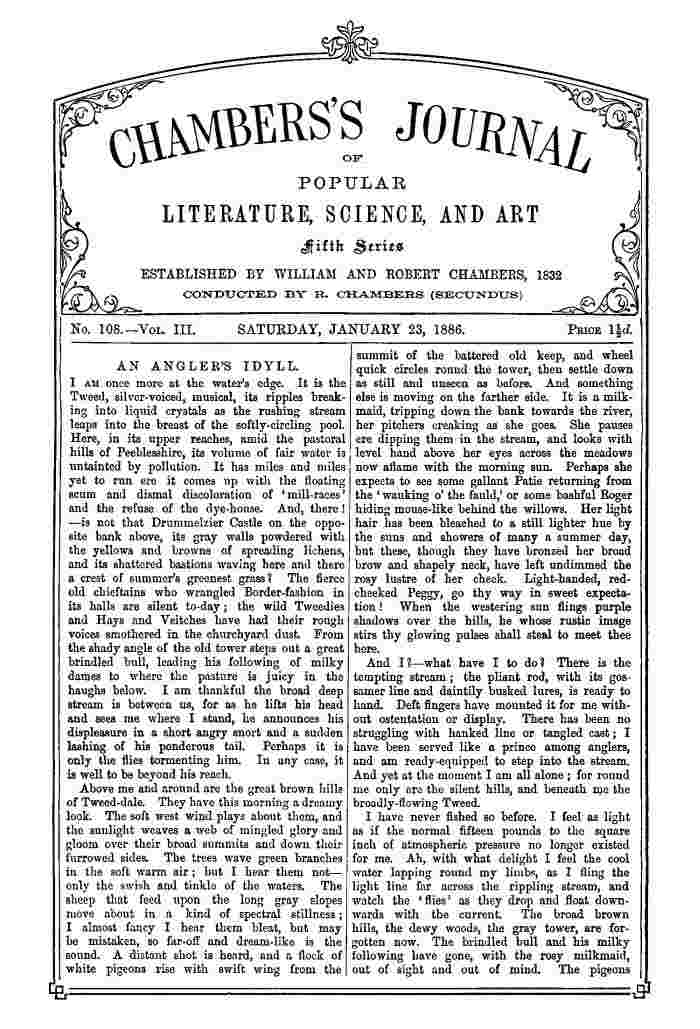 CHAMBERS'S JOURNAL
OF
POPULAR
LITERATURE, SCIENCE, AND ART
Fifth Series
ESTABLISHED BY WILLIAM AND ROBERT CHAMBERS, 1832
CONDUCTED BY R. CHAMBERS (SECUNDUS)
No. 108.—Vol. III. SATURDAY, JANUARY 23, 1886. Price 1½d.
AN ANGLER'S IDYLL.
I am once more at the water's edge. It is the
Tweed, silver-voiced, musical, its ripples break-
ing into liquid crystals as the rushing stream
leaps into the breast of the softly-circling pool.
Here, in its upper reaches, amid the pastoral
hills of Peeblesshire, its volume of fair water is
untainted by pollution. It has miles and miles
yet to run ere it comes up with the floating
scum and dismal discoloration of 'mill-races'
and the refuse of the dye-house. And, there!
—is not that Drummelzier Castle on the oppo-
site bank above, its gray walls powdered with
the yellows and browns of spreading lichens,
and its shattered bastions waving here and there
a crest of summer's greenest grass? The fierce
old chieftains who wrangled Border-fashion in
its halls are silent to-day; the wild Tweedies
and Hays and Veitches have had their rough
voices smothered in the churchyard dust. From
the shady angle of the old tower steps out a great
brindled bull, leading his following of milky
dames to where the pasture is juicy in the
haughs below. I am thankful the broad deep
stream is between us, for as he lifts his head
and sees me where I stand, he announces his
displeasure in a short angry snort and a sudden
lashing of his ponderous tail. Perhaps it is
only the flies tormenting him. In any case, it
is well to be beyond his reach.
Above me and around are the great brown hills
of Tweed-dale. They have this morning a dreamy
look. The soft west wind plays about them, and
the sunlight weaves a web of mingled glory and
gloom over their broad summits and down their
furrowed sides. The trees wave green branches
in the soft warm air; but I hear them not—
only the swish and tinkle of the waters. The
sheep that feed upon the long gray slopes
move about in a kind of spectral stillness;
I almost fancy I hear them bleat, but may
be mistaken, so far-off and dream-like is the
sound. A distant shot is heard, and a flock of
white pigeons rise with swift wing from the
summit of the battered old keep, and wheel
quick circles round the tower, then settle down
as still and unseen as before. And something
else is moving on the farther side. It is a milk-
maid, tripping down the bank towards the river,
her pitchers creaking as she goes. She pauses
ere dipping them in the stream, and looks with
level hand above her eyes across the meadows
now aflame with the morning sun. Perhaps she
expects to see some gallant Patie returning from
the 'wauking o' the fauld,' or some bashful Roger
hiding mouse-like behind the willows. Her light
hair has been bleached to a still lighter hue by
the suns and showers of many a summer day,
but these, though they have bronzed her broad
brow and shapely neck, have left undimmed the
rosy lustre of her cheek. Light-handed, red-
cheeked Peggy, go thy way in sweet expecta-
tion! When the westering sun flings purple
shadows over the hills, he whose rustic image
stirs thy glowing pulses shall steal to meet thee
here.
And I?—what have I to do? There is the
tempting stream; the pliant rod, with its gos-
samer line and daintily busked lures, is ready to
hand. Deft fingers have mounted it for me with-
out ostentation or display. There has been no
struggling with hanked line or tangled cast; I
have been served like a prince among anglers,
and am ready-equipped to step into the stream.
And yet at the moment I am all alone; for round
me only are the silent hills, and beneath me the
broadly-flowing Tweed.
I have never fished so before. I feel as light
as if the normal fifteen pounds to the square
inch of atmospheric pressure no longer existed
for me. Ah, with what delight I feel the cool
water lapping round my limbs, as I fling the
light line far across the rippling stream, and
watch the 'flies' as they drop and float down-
wards with the current. The broad brown
hills, the dewy woods, the gray tower, are for-
gotten now. The brindled bull and his milky
following have gone, with the rosy milkmaid,
out of sight and out of mind. The pigeons